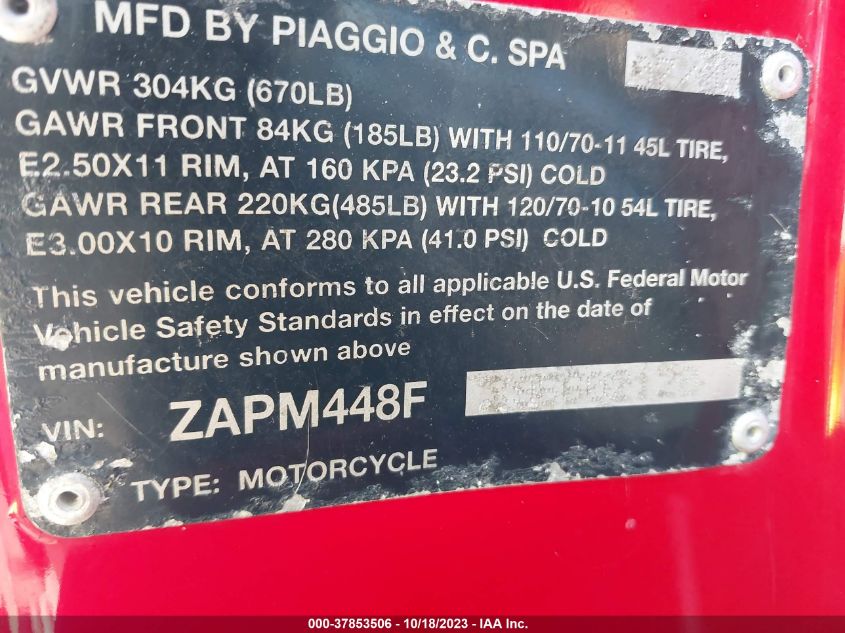 MFD BY PIAGGIO & C. SPA
GVWR 304KG (670LB)
GAWR FRONT 84KG (185LB) WITH 110/70-11 45L TIRE,
E2.50X11 RIM, AT 160 KPA (23.2 PSI) COLD
GAWR REAR 220KG(485LB) WITH 120/70-10 54L TIRE,
E3.00X10 RIM, AT 280 KPA (41.0 PSI) COLD
This vehicle conforms to all applicable U.S. Federal Motor
Vehicle Safety Standards in effect on the date of
manufacture shown above
VIN: ZAPM448F
TYPE: MOTORCYCLE
000-37853506 - 10/18/2023 - IAA Inc.